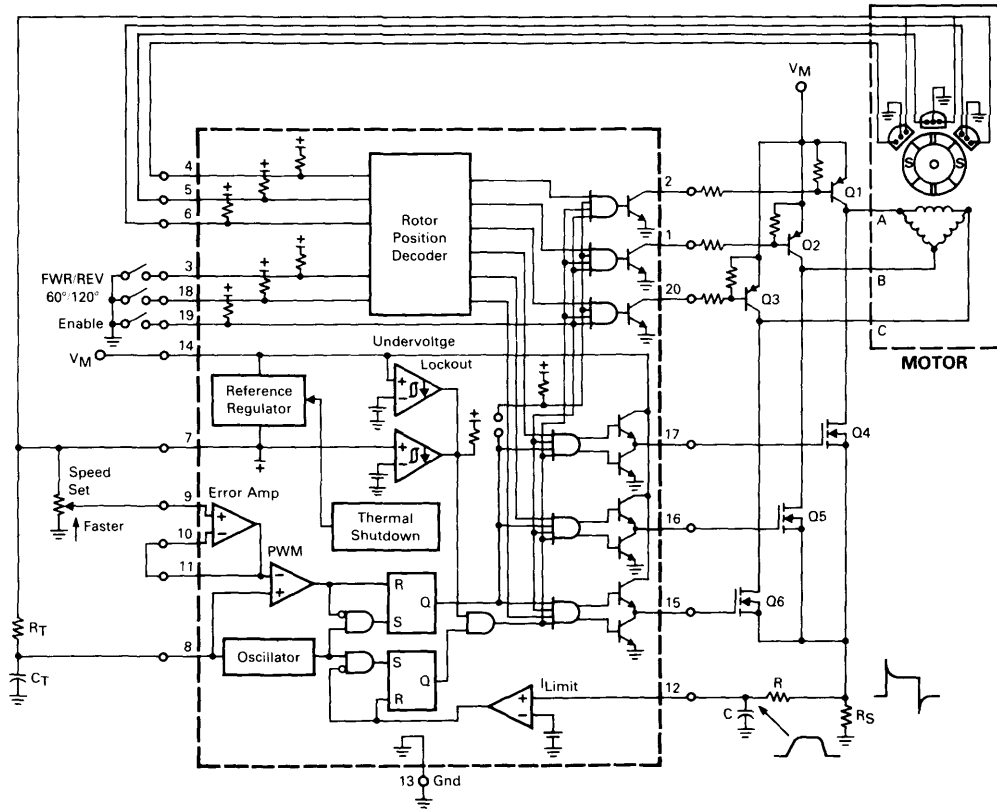 MOTOR
VM
4
5
6
Rotor
Position
Decoder
2
1
20
Q1
Q2
Q3
A
B
C
S
S
FWR/REV
60°/120°
Enable
3
18
19
VM
14
Undervoltge
Lockout
+
−
Reference
Regulator
7
+
+
−
Speed
Set
Faster
9
10
11
Error Amp
+
−
Thermal
Shutdown
PWM
−
+
R
S
Q
17
16
15
Q4
Q5
Q6
RT
CT
8
Oscillator
S
R
Q
ILimit
+
−
12
R
C
RS
13
Gnd